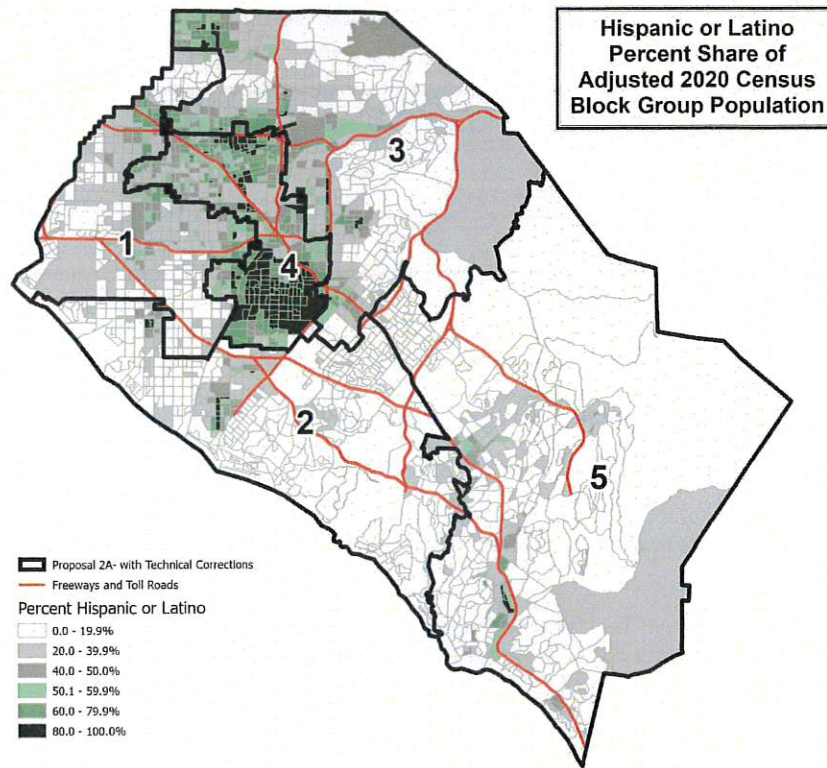 Hispanic or Latino
Percent Share of
Adjusted 2020 Census
Block Group Population
3
1
4
2
5
Proposal 2A- with Technical Corrections
Freeways and Toll Roads
Percent Hispanic or Latino
0.0 - 19.9%
20.0 - 39.9%
40.0 - 50.0%
50.1 - 59.9%
60.0 - 79.9%
80.0 - 100.0%